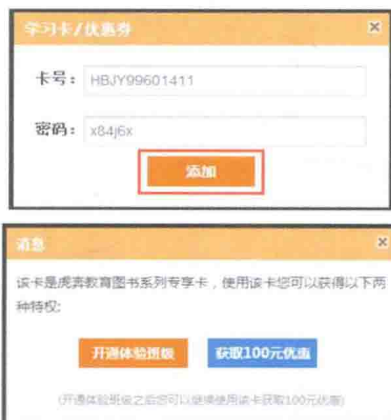 学习卡/优惠券
卡号: HBJY99601411
密码: x84j6x
添加
消息
该卡是虎奔教育图书系列专享卡，使用该卡您可以获得以下两
种特权:
开通体验班级 获取100元优惠
(开通体验班级之后您可以继续使用该卡获取100元优惠)